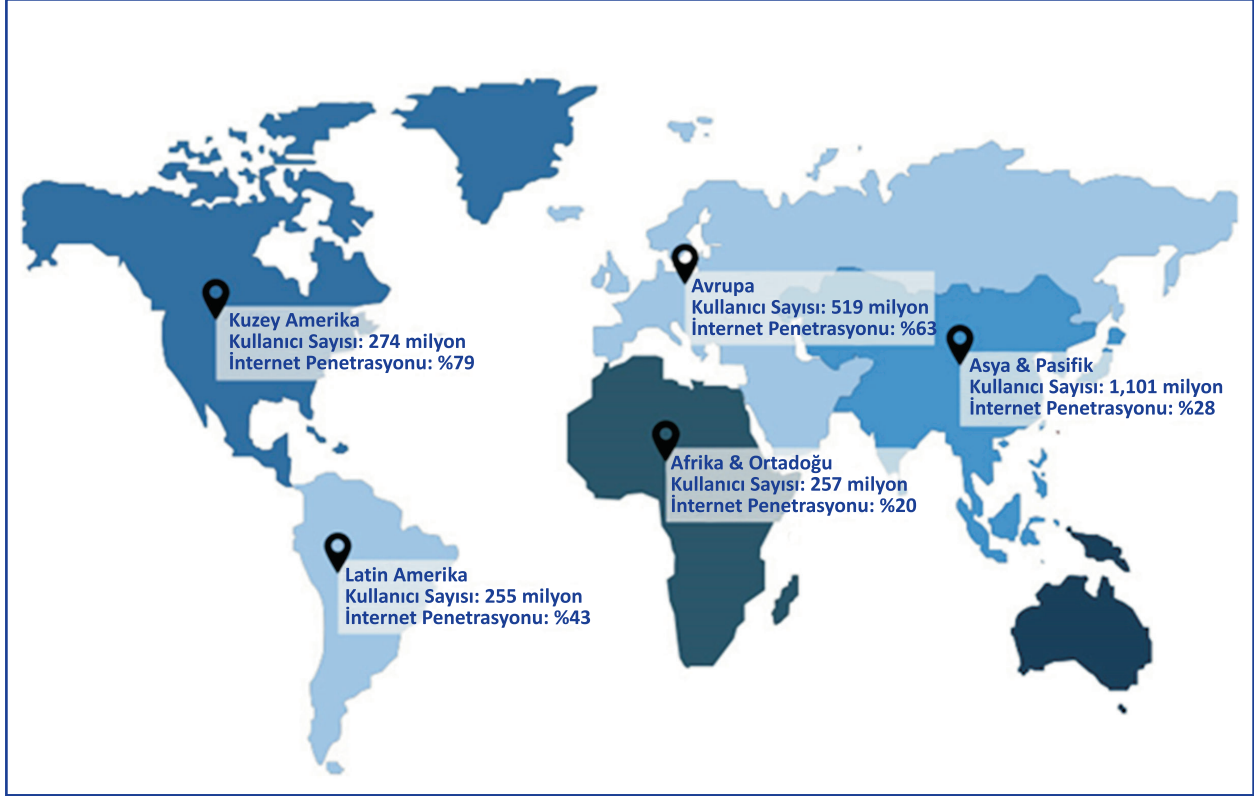 Kuzey Amerika
Kullanıcı Sayısı: 274 milyon
İnternet Penetrasyonu: %79
Avrupa
Kullanıcı Sayısı: 519 milyon
İnternet Penetrasyonu: %63
Asya & Pasifik
Kullanıcı Sayısı: 1,101 milyon
İnternet Penetrasyonu: %28
Afrika & Ortadoğu
Kullanıcı Sayısı: 257 milyon
İnternet Penetrasyonu: %20
Latin Amerika
Kullanıcı Sayısı: 255 milyon
İnternet Penetrasyonu: %43